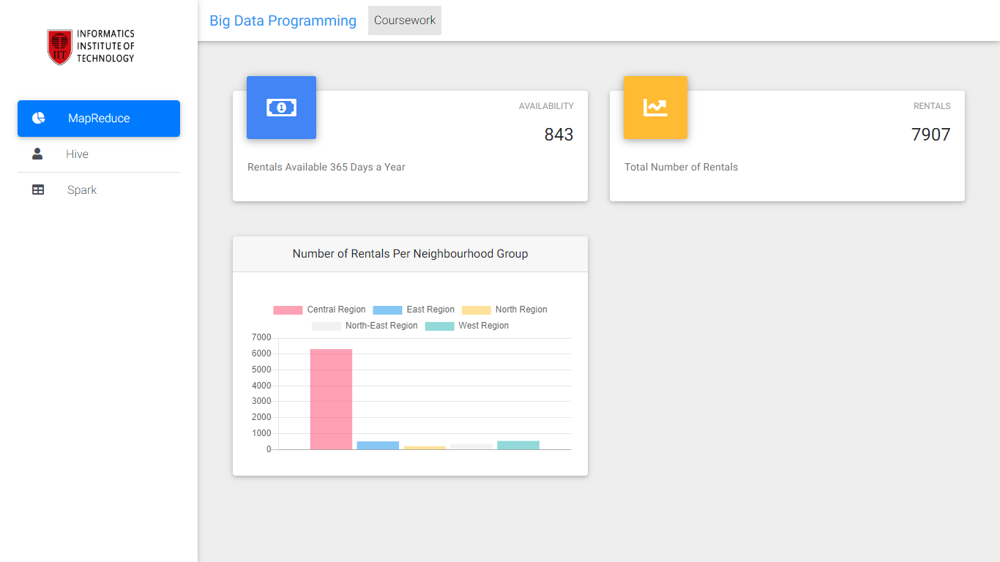 INFORMATICS
INSTITUTE OF
TECHNOLOGY
IIT
MapReduce
Hive
Spark
Big Data Programming
Coursework
1
AVAILABILITY
843
Rentals Available 365 Days a Year
RENTALS
7907
Total Number of Rentals
Number of Rentals Per Neighbourhood Group
Central Region East Region North Region
North-East Region West Region
7000
6000
5000
4000
3000
2000
1000
0